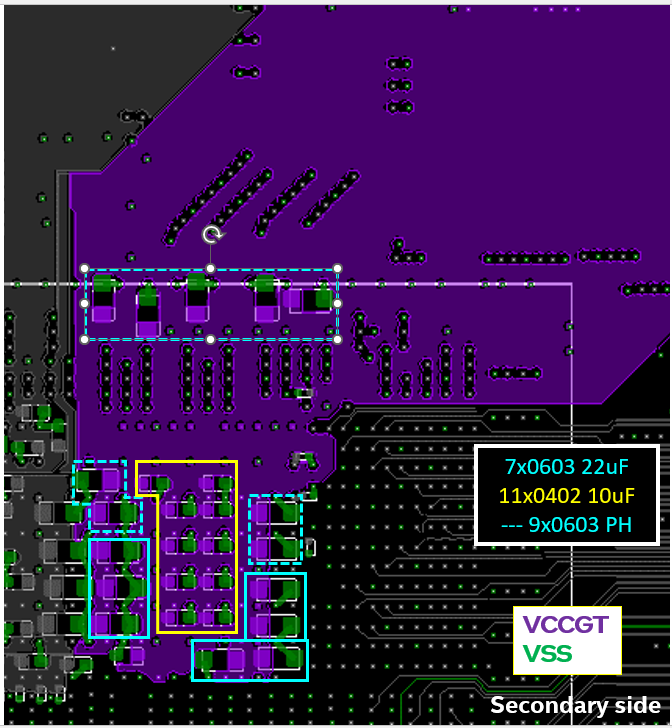 7x0603 22uF
11x0402 10uF
--- 9x0603 PH
VCCGT
VSS
Secondary side